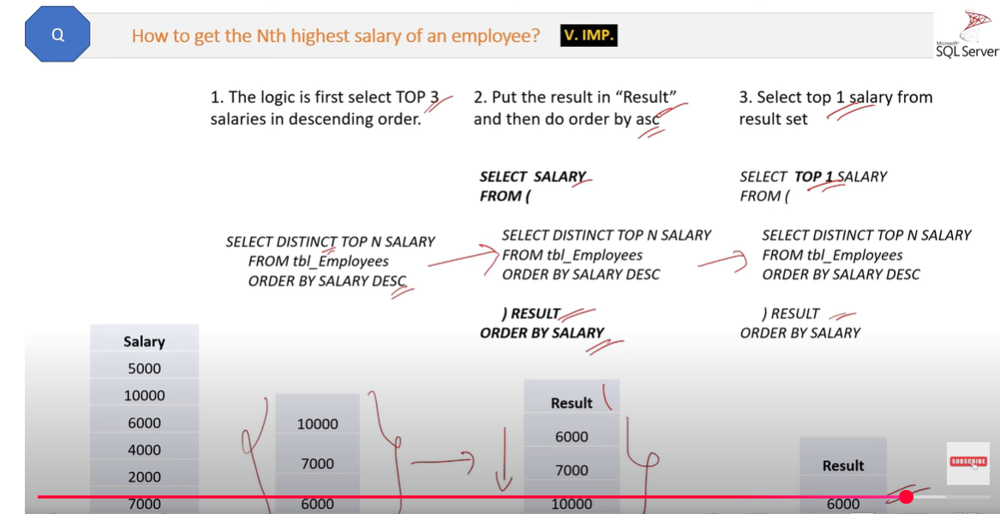 Q
How to get the Nth highest salary of an employee?
V. IMP.
Microsoft
SQL Server
1. The logic is first select TOP 3
salaries in descending order.
2. Put the result in “Result”
and then do order by asc
3. Select top 1 salary from
result set
SELECT DISTINCT TOP N SALARY
FROM tbl_Employees
ORDER BY SALARY DESC
SELECT SALARY
FROM (
SELECT DISTINCT TOP N SALARY
FROM tbl_Employees
ORDER BY SALARY DESC
) RESULT
ORDER BY SALARY
SELECT TOP 1 SALARY
FROM (
SELECT DISTINCT TOP N SALARY
FROM tbl_Employees
ORDER BY SALARY DESC
) RESULT
ORDER BY SALARY
Salary
5000
10000
6000
4000
2000
7000
10000
7000
6000
Result
6000
7000
10000
Result
6000
SUBSCRIBE